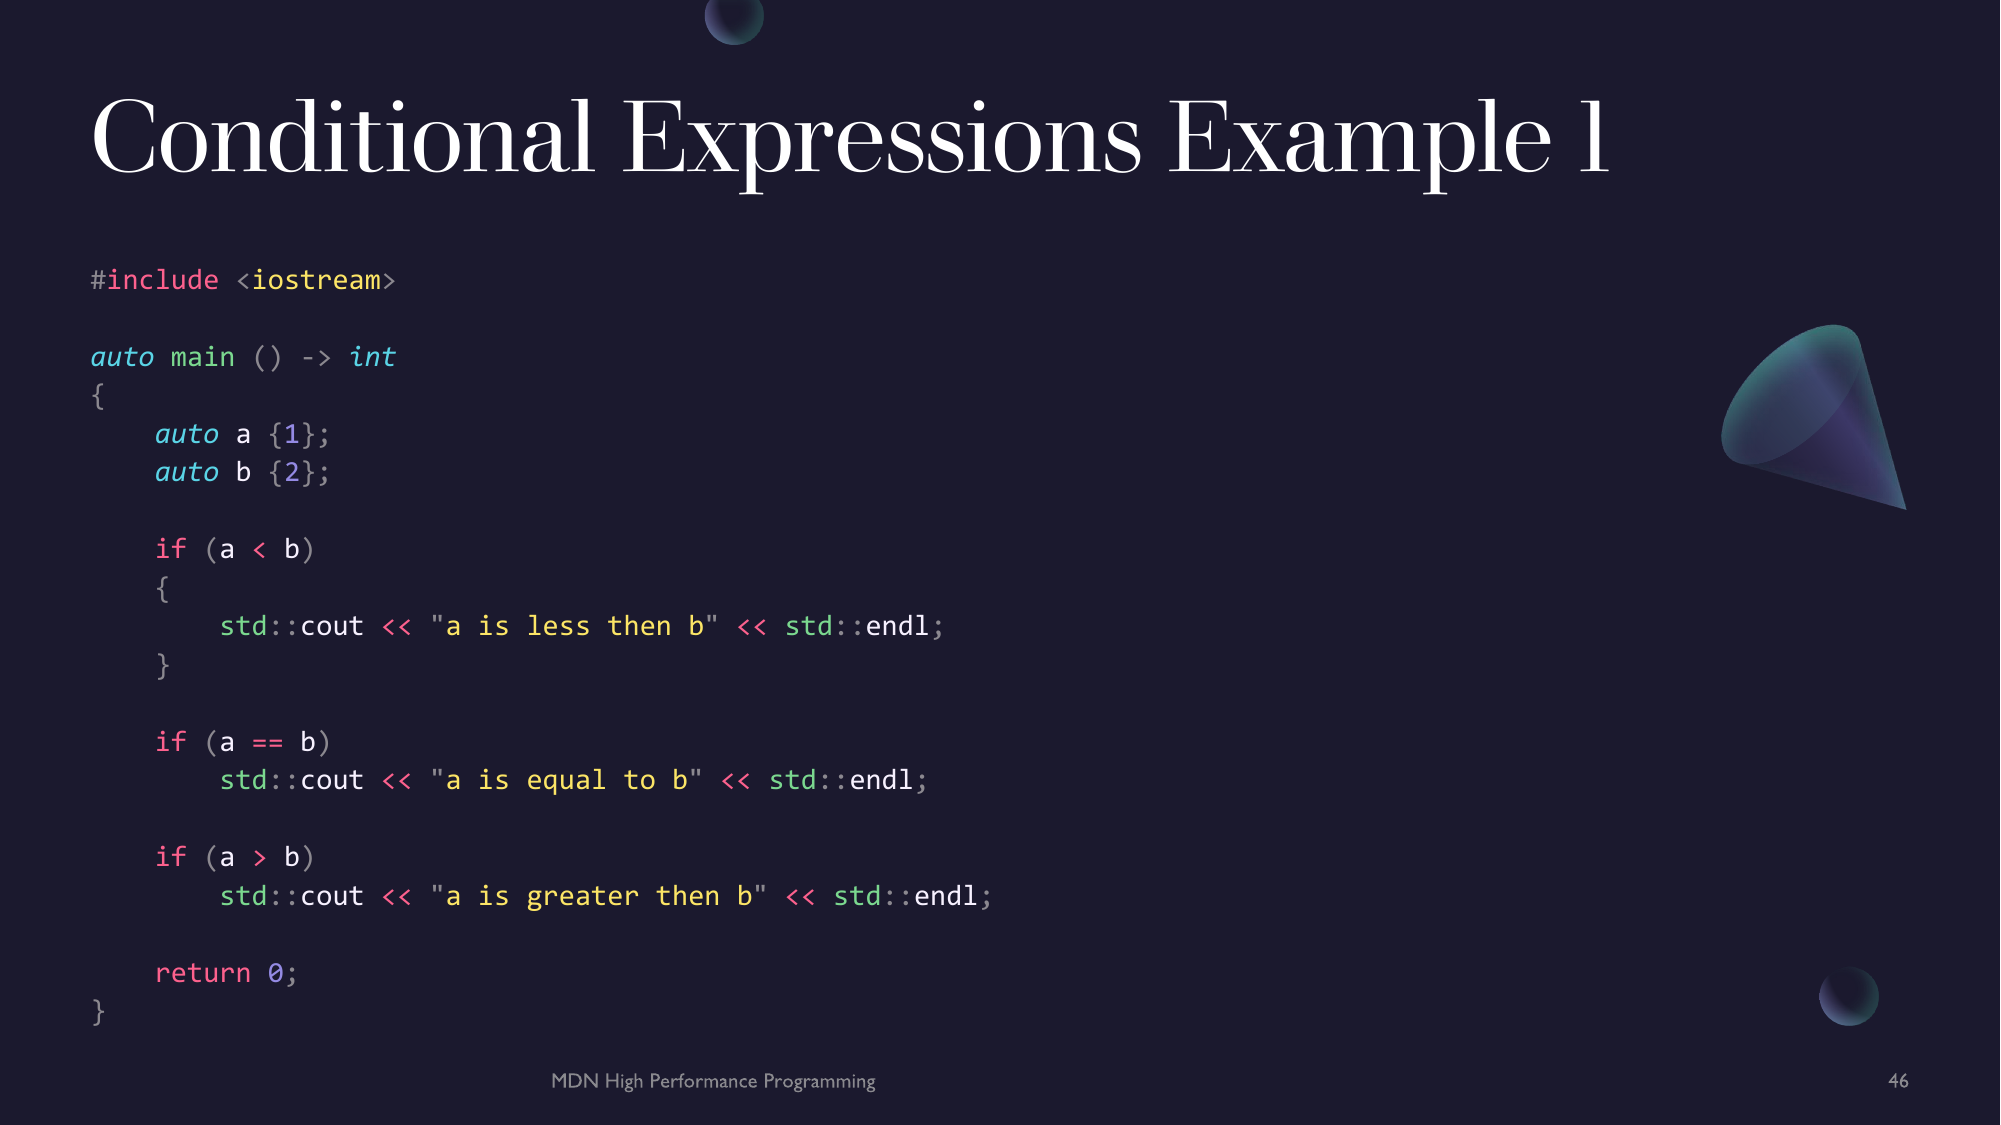 Conditional Expressions Example 1
#include <iostream>
auto main () -> int
{
    auto a {1};
    auto b {2};
    if (a < b)
    {
        std::cout << "a is less then b" << std::endl;
    }
    if (a == b)
        std::cout << "a is equal to b" << std::endl;
    if (a > b)
        std::cout << "a is greater then b" << std::endl;
    return 0;
}
MDN High Performance Programming
46